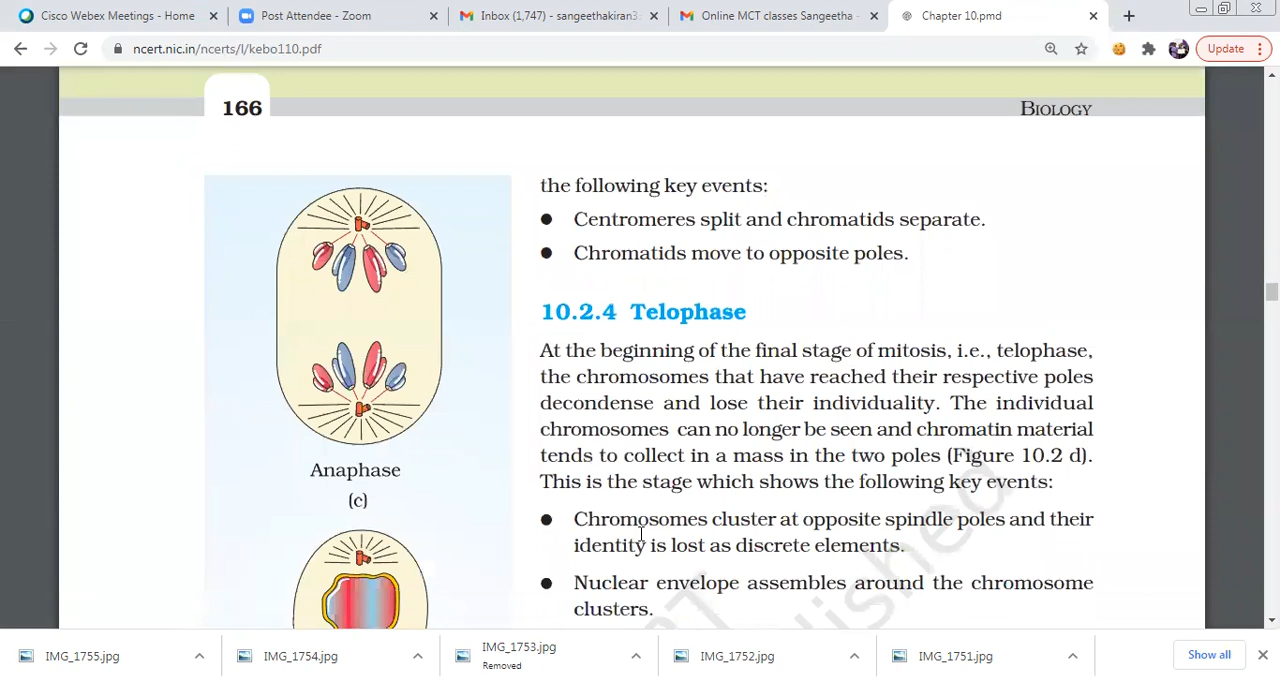 Cisco Webex Meetings - Home
Post Attendee - Zoom
Inbox (1,747) - sangeethakiran3
Online MCT classes Sangeetha -
Chapter 10.pmd
ncert.nic.in/ncerts/l/kebo110.pdf
Update
166
BIOLOGY
the following key events:
● Centromeres split and chromatids separate.
● Chromatids move to opposite poles.
10.2.4 Telophase
At the beginning of the final stage of mitosis, i.e., telophase,
the chromosomes that have reached their respective poles
decondense and lose their individuality. The individual
chromosomes can no longer be seen and chromatin material
tends to collect in a mass in the two poles (Figure 10.2 d).
This is the stage which shows the following key events:
● Chromosomes cluster at opposite spindle poles and their
identity is lost as discrete elements.
● Nuclear envelope assembles around the chromosome
clusters.
Anaphase
(c)
IMG_1755.jpg
IMG_1754.jpg
IMG_1753.jpg
Removed
IMG_1752.jpg
IMG_1751.jpg
Show all